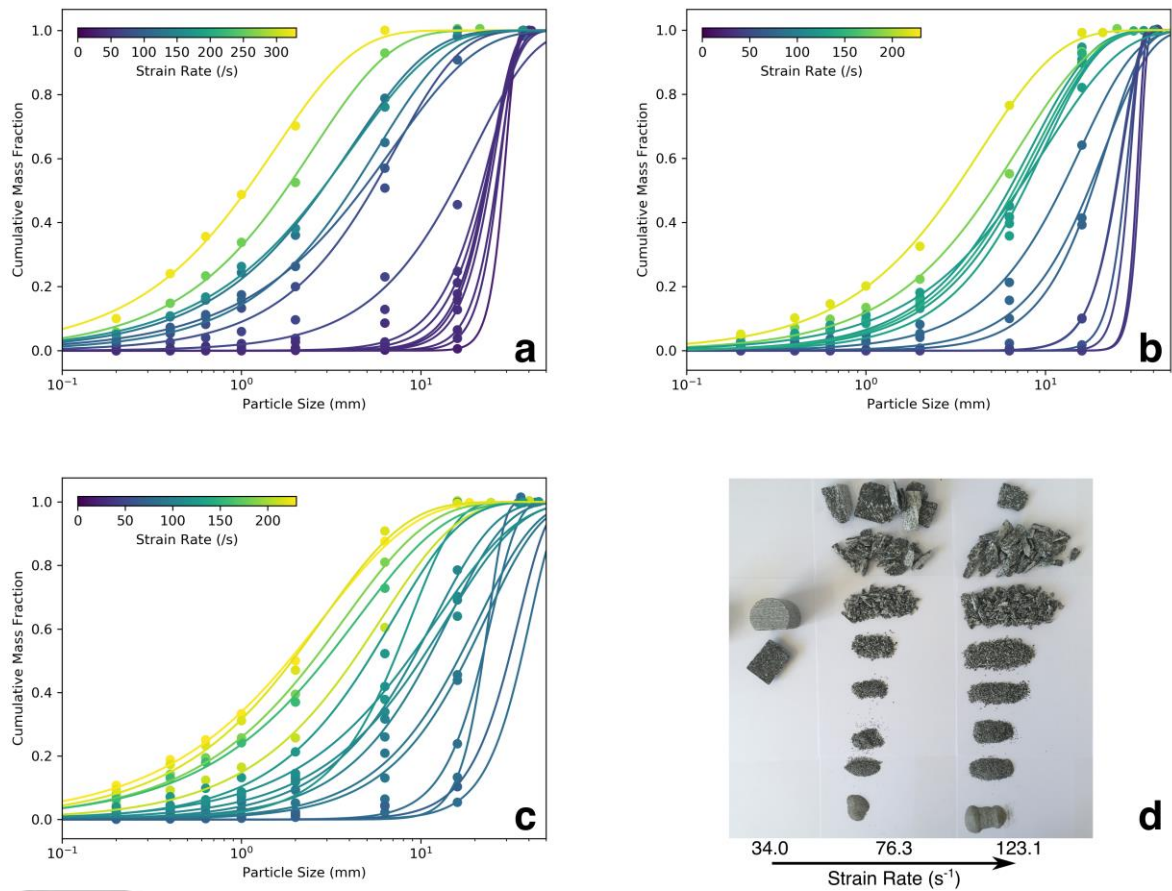 1.0
0.8
0.6
0.4
0.2
0.0
0 50 100 150 200 250 300
Strain Rate (/s)
Cumulative Mass Fraction
a
10⁻¹ 10⁰ 10¹
Particle Size (mm)
1.0
0.8
0.6
0.4
0.2
0.0
0 50 100 150 200
Strain Rate (/s)
Cumulative Mass Fraction
b
10⁻¹ 10⁰ 10¹
Particle Size (mm)
1.0
0.8
0.6
0.4
0.2
0.0
0 50 100 150 200
Strain Rate (/s)
Cumulative Mass Fraction
c
10⁻¹ 10⁰ 10¹
Particle Size (mm)
d
34.0 76.3 123.1
Strain Rate (s⁻¹)